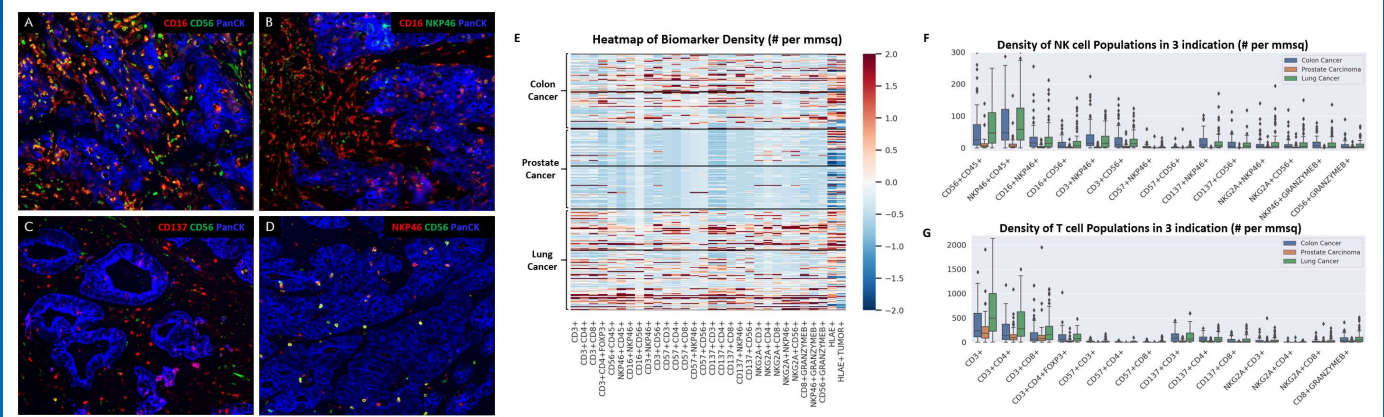 A
CD16 CD56 PanCK
B
CD16 NKP46 PanCK
C
CD137 CD56 PanCK
D
NKP46 CD56 PanCK
E
Heatmap of Biomarker Density (# per mmsq)
Colon
Cancer
Prostate
Cancer
Lung
Cancer
2.0
1.5
1.0
0.5
0.0
−0.5
−1.0
−1.5
−2.0
CD3+
CD3+CD4+
CD3+CD8+
CD3+CD4+FOXP3+
CD56+CD45+
NKP46+CD45+
CD16+NKP46+
CD16+CD56+
CD3+NKP46+
CD3+CD56+
CD57+CD3+
CD57+CD4+
CD57+CD8+
CD57+NKP46+
CD57+CD56+
CD137+CD3+
CD137+CD4+
CD137+CD8+
CD137+NKP46+
CD137+CD56+
NKG2A+CD3+
NKG2A+CD4+
NKG2A+CD8+
NKG2A+NKP46+
NKG2A+CD56+
CD8+GRANZYMEB+
NKP46+GRANZYMEB+
CD56+GRANZYMEB+
HLAE+
HLAE+TUMOR+
F
Density of NK cell Populations in 3 indication (# per mmsq)
300
200
100
0
Colon Cancer
Prostate Carcinoma
Lung Cancer
CD56+CD45+
NKP46+CD45+
CD16+NKP46+
CD16+CD56+
CD3+NKP46+
CD3+CD56+
CD57+NKP46+
CD57+CD56+
CD137+NKP46+
CD137+CD56+
NKG2A+NKP46+
NKG2A+CD56+
NKP46+GRANZYMEB+
CD56+GRANZYMEB+
G
Density of T cell Populations in 3 indication (# per mmsq)
2000
1500
1000
500
0
Colon Cancer
Prostate Carcinoma
Lung Cancer
CD3+
CD3+CD4+
CD3+CD8+
CD3+CD4+FOXP3+
CD57+CD3+
CD57+CD4+
CD57+CD8+
CD137+CD3+
CD137+CD4+
CD137+CD8+
NKG2A+CD3+
NKG2A+CD4+
NKG2A+CD8+
CD8+GRANZYMEB+